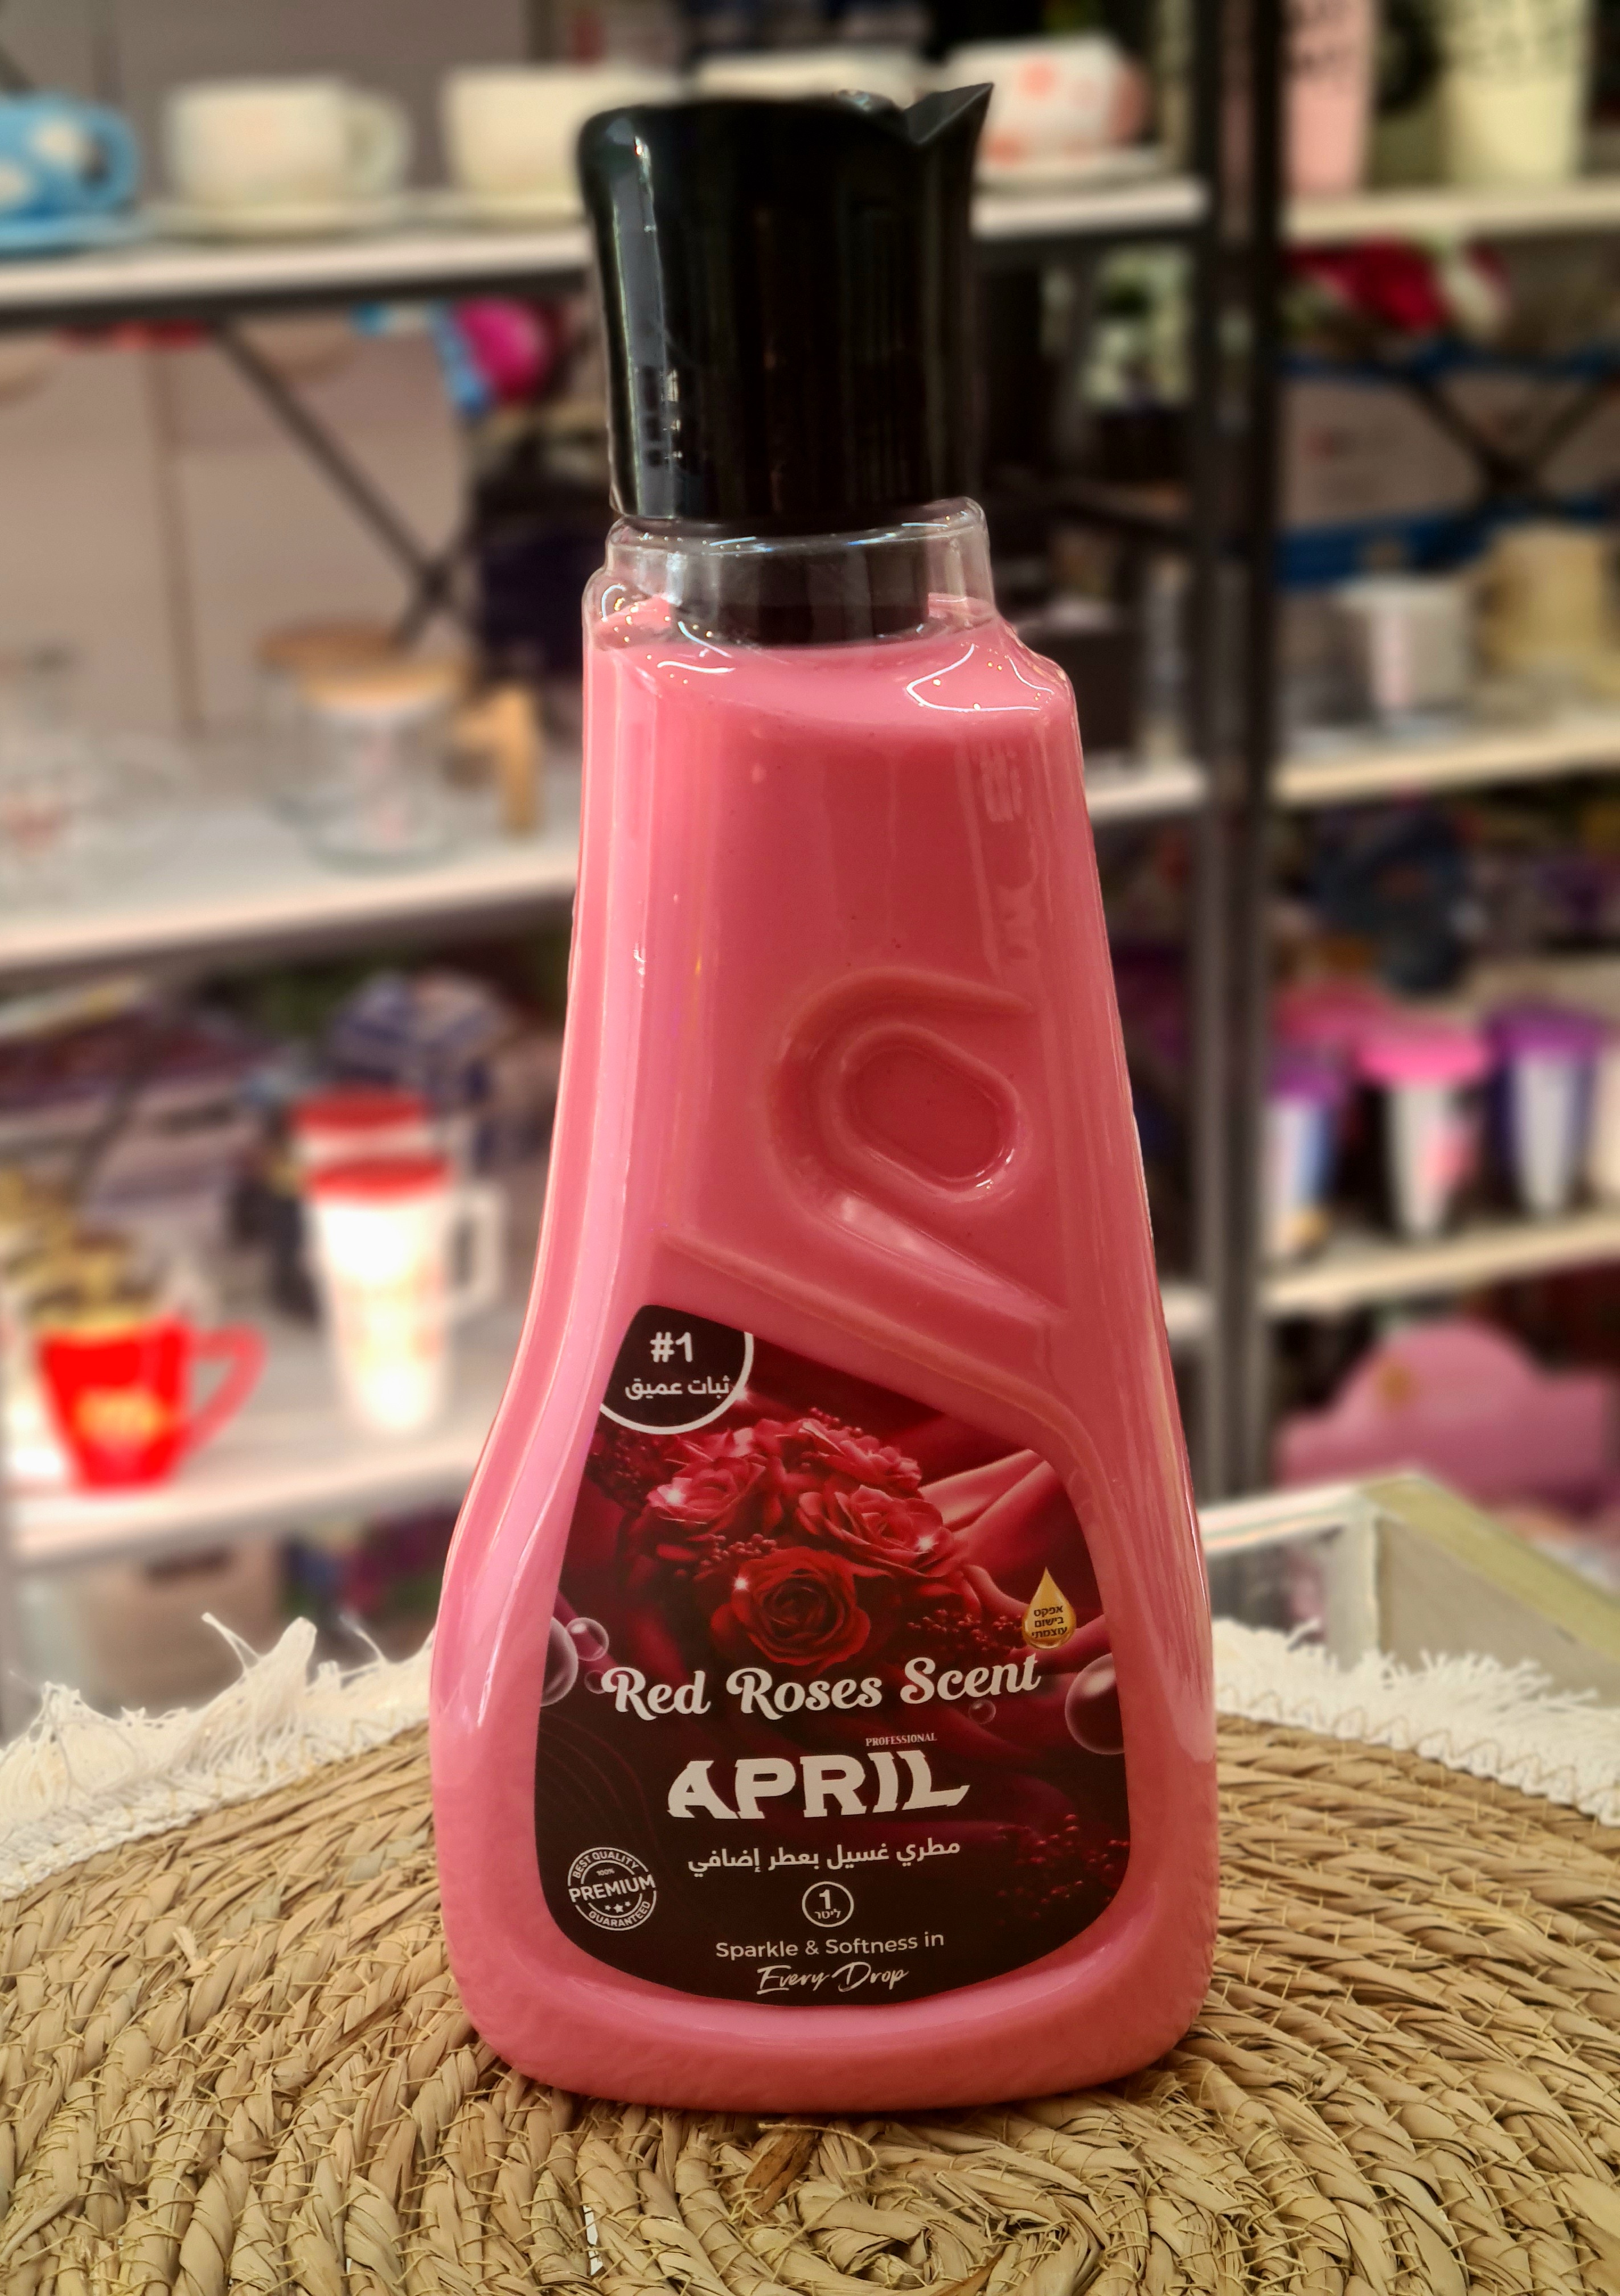 #1
ثبات عميق
אפקט
בישום
עוצמתי
Red Roses Scent
PROFESSIONAL
APRIL
مطري غسيل بعطر إضافي
BEST QUALITY
100%
PREMIUM
GUARANTEED
1
ליטר
Sparkle & Softness in
Every Drop